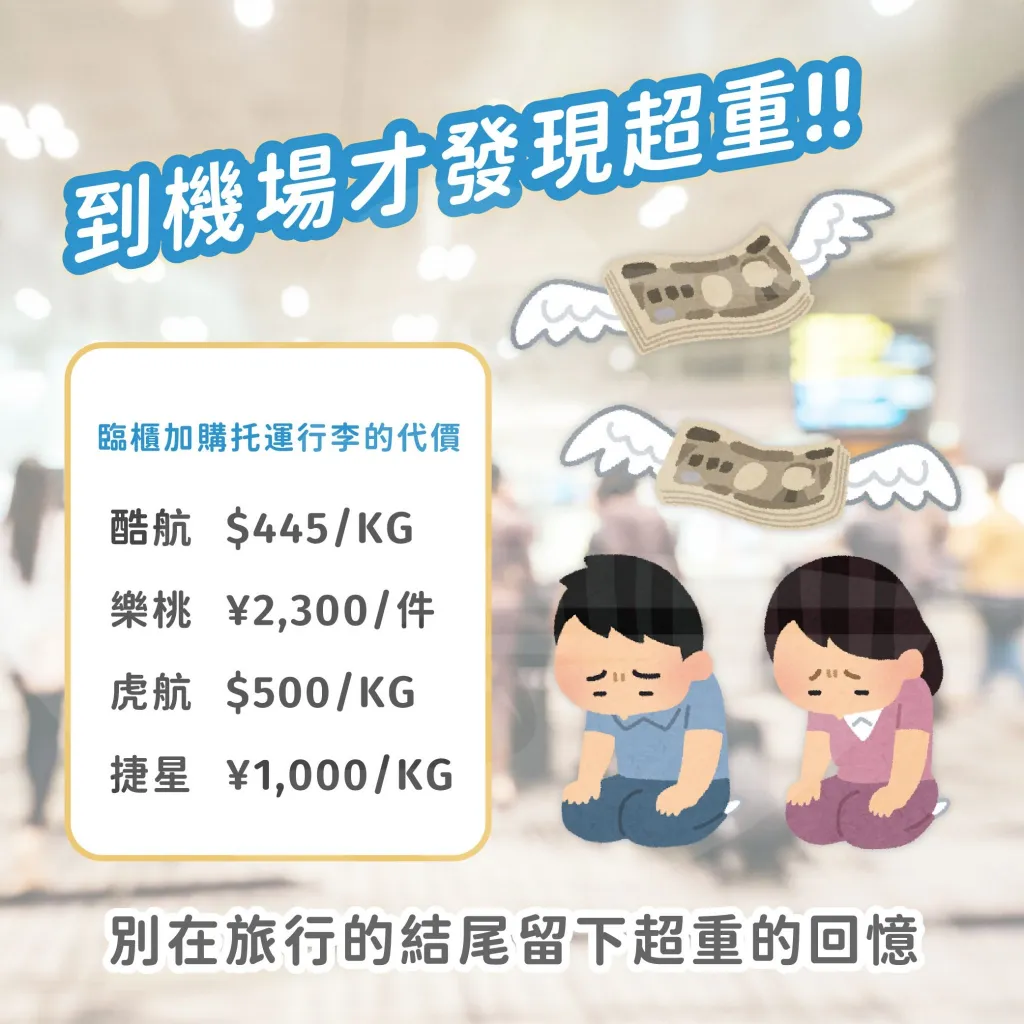 到機場才發現超重!!
臨櫃加購托運行李的代價
酷航 $445/KG
樂桃 ¥2,300/件
虎航 $500/KG
捷星 ¥1,000/KG
別在旅行的結尾留下超重的回憶